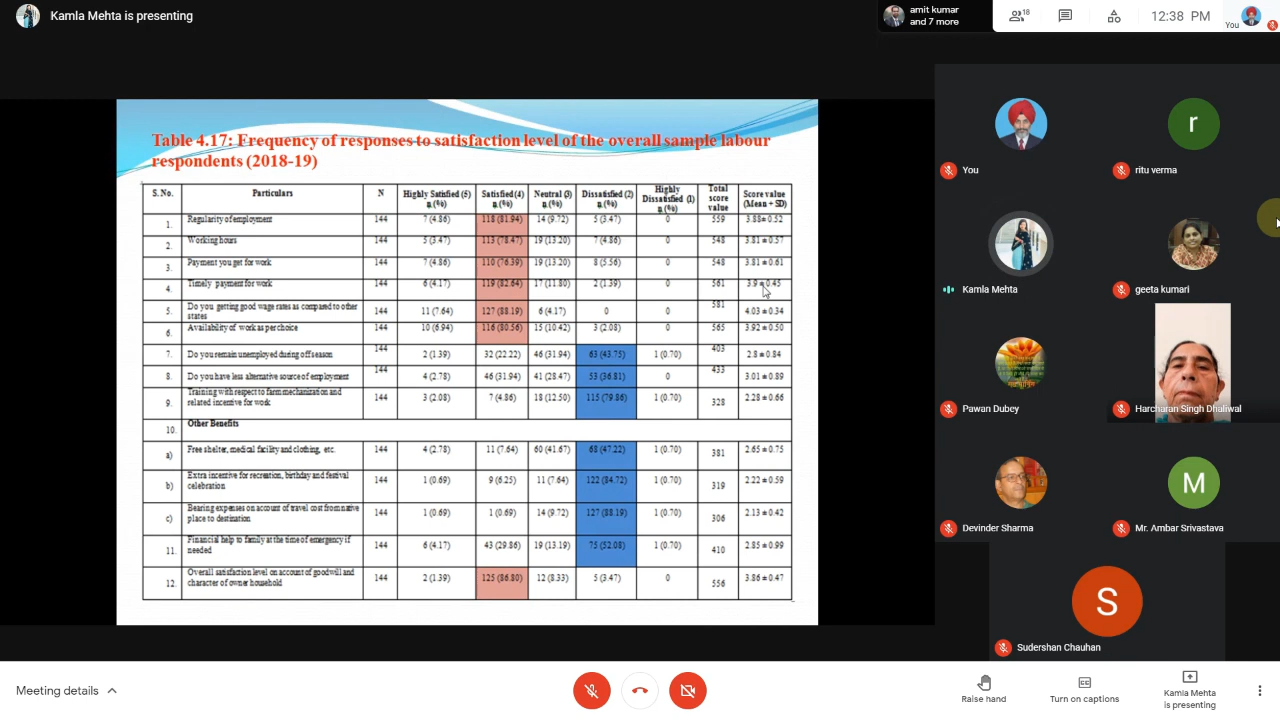 Kamla Mehta is presenting
amit kumar
and 7 more
18
12:38 PM
You
Table 4.17: Frequency of responses to satisfaction level of the overall sample labour
respondents (2018-19)
S. No. Particulars N Highly Satisfied (5) n (%) Satisfied (4) n (%) Neutral (3) n (%) Dissatisfied (2) n (%) Highly Dissatisfied (1) n (%) Total score value Score value (Mean + SD)
1. Regularity of employment 144 7 (4.86) 118 (81.94) 14 (9.72) 5 (3.47) 0 559 3.88± 0.52
2. Working hours 144 5 (3.47) 113 (78.47) 19 (13.20) 7 (4.86) 0 548 3.81 ± 0.57
3. Payment you get for work 144 7 (4.86) 110 (76.39) 19 (13.20) 8 (5.56) 0 548 3.81 ± 0.61
4. Timely payment for work 144 6 (4.17) 119 (82.64) 17 (11.80) 2 (1.39) 0 561 3.9 ± 0.45
5. Do you getting good wage rates as compared to other
states 144 11 (7.64) 127 (88.19) 6 (4.17) 0 0 581 4.03 ± 0.34
6. Availability of work as per choice 144 10 (6.94) 116 (80.56) 15 (10.42) 3 (2.08) 0 565 3.92 ± 0.50
7. Do you remain unemployed during off season 144 2 (1.39) 32 (22.22) 46 (31.94) 63 (43.75) 1 (0.70) 403 2.8 ± 0.84
8. Do you have less alternative source of employment 144 4 (2.78) 46 (31.94) 41 (28.47) 53 (36.81) 0 433 3.01 ± 0.89
9. Training with respect to farm mechanization and
related incentive for work 144 3 (2.08) 7 (4.86) 18 (12.50) 115 (79.86) 1 (0.70) 328 2.28 ± 0.66
10. Other Benefits
a) Free shelter, medical facility and clothing, etc. 144 4 (2.78) 11 (7.64) 60 (41.67) 68 (47.22) 1 (0.70) 381 2.65 ± 0.75
b) Extra incentive for recreation, birthday and festival
celebration 144 1 (0.69) 9 (6.25) 11 (7.64) 122 (84.72) 1 (0.70) 319 2.22 ± 0.59
c) Bearing expenses on account of travel cost from native
place to destination 144 1 (0.69) 1 (0.69) 14 (9.72) 127 (88.19) 1 (0.70) 306 2.13 ± 0.42
11. Financial help to family at the time of emergency if
needed 144 6 (4.17) 43 (29.86) 19 (13.19) 75 (52.08) 1 (0.70) 410 2.85 ± 0.99
12. Overall satisfaction level on account of goodwill and
character of owner household 144 2 (1.39) 125 (86.80) 12 (8.33) 5 (3.47) 0 556 3.86 ± 0.47
r
You
ritu verma
Kamla Mehta
geeta kumari
Pawan Dubey
Harcharan Singh Dhaliwal
M
Devinder Sharma
Mr. Ambar Srivastava
S
Sudershan Chauhan
Meeting details
Raise hand
Turn on captions
Kamla Mehta
is presenting